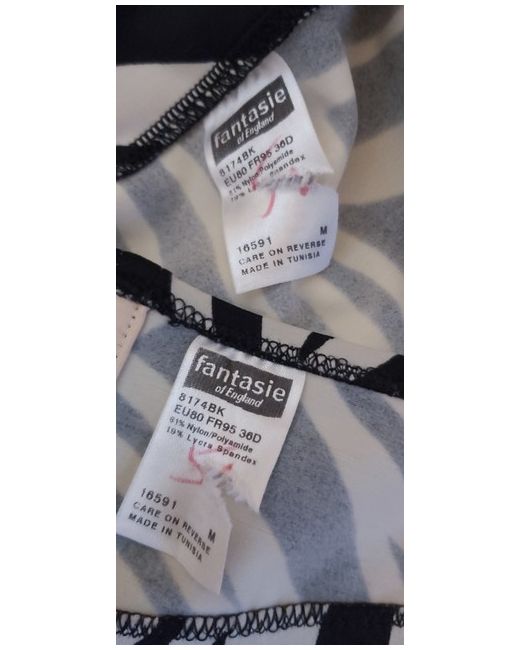 fantasie
of England
8174BK
EU80 FR95 36D
81% Nylon/Polyamide
19% Lycra Spandex
16591 M
CARE ON REVERSE
MADE IN TUNISIA
fantasie
of England
8174BK
EU80 FR95 36D
81% Nylon/Polyamide
19% Lycra Spandex
16591 M
CARE ON REVERSE
MADE IN TUNISIA